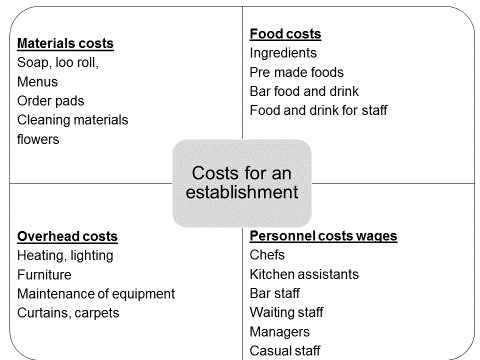 Materials costs
Soap, loo roll,
Menus
Order pads
Cleaning materials
flowers
Food costs
Ingredients
Pre made foods
Bar food and drink
Food and drink for staff
Costs for an
establishment
Overhead costs
Heating, lighting
Furniture
Maintenance of equipment
Curtains, carpets
Personnel costs wages
Chefs
Kitchen assistants
Bar staff
Waiting staff
Managers
Casual staff